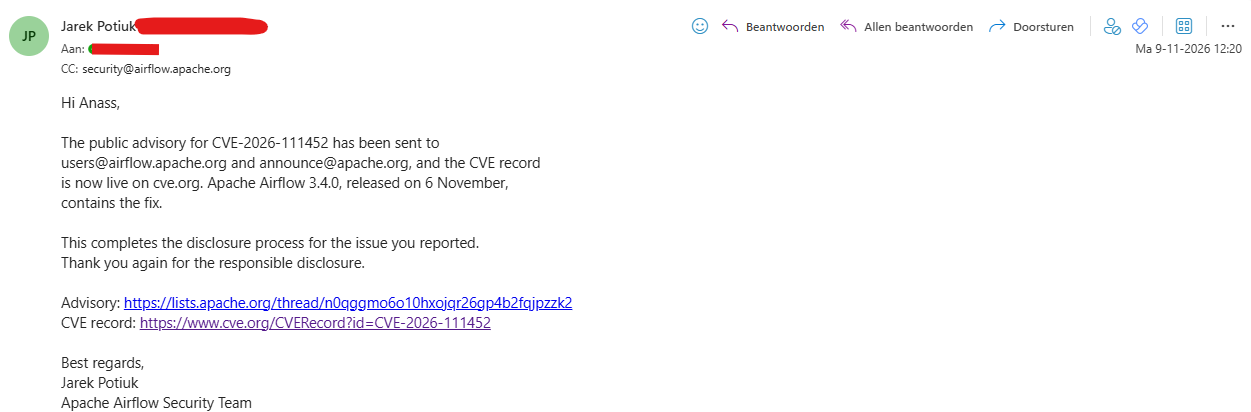 JP
Jarek Potiuk
Beantwoorden
Allen beantwoorden
Doorsturen
Aan:
Ma 9-11-2026 12:20
CC: security@airflow.apache.org
Hi Anass,
The public advisory for CVE-2026-111452 has been sent to
users@airflow.apache.org and announce@apache.org, and the CVE record
is now live on cve.org. Apache Airflow 3.4.0, released on 6 November,
contains the fix.
This completes the disclosure process for the issue you reported.
Thank you again for the responsible disclosure.
Advisory: https://lists.apache.org/thread/n0qggmo6o10hxojqr26gp4b2fqjpzzk2
CVE record: https://www.cve.org/CVERecord?id=CVE-2026-111452
Best regards,
Jarek Potiuk
Apache Airflow Security Team